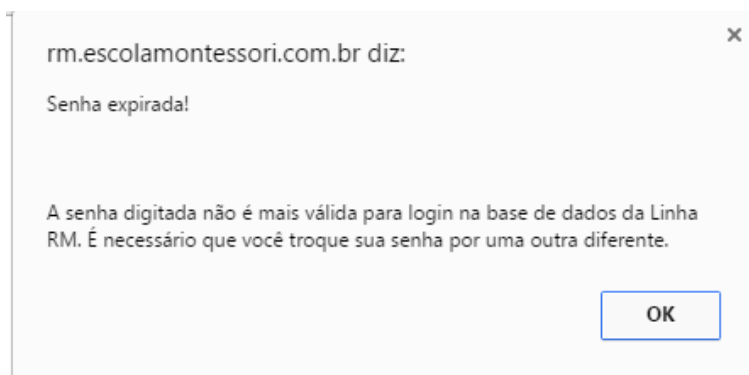 rm.escolamontessori.com.br diz:
Senha expirada!
A senha digitada não é mais válida para login na base de dados da Linha
RM. É necessário que você troque sua senha por uma outra diferente.
OK